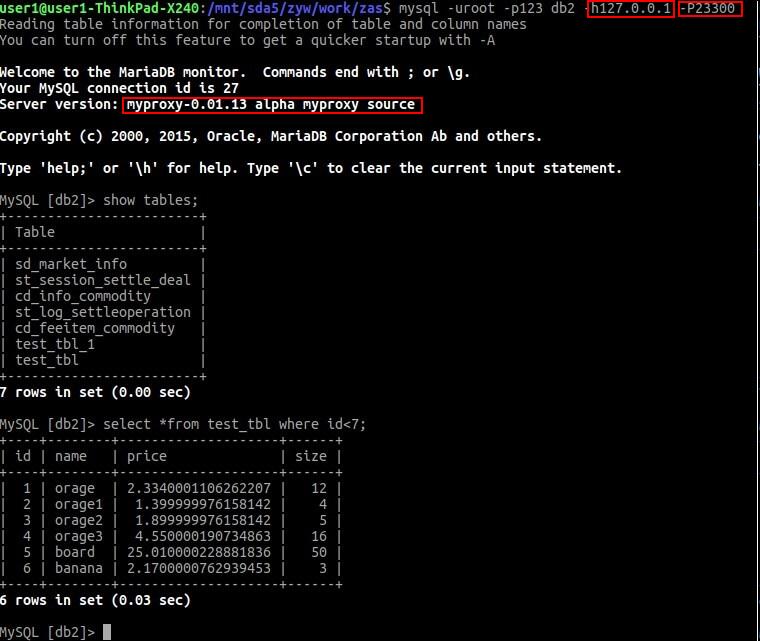 user1@user1-ThinkPad-X240:/mnt/sda5/zyw/work/zas$ mysql -uroot -p123 db2 -h127.0.0.1 -P23300
Reading table information for completion of table and column names
You can turn off this feature to get a quicker startup with -A

Welcome to the MariaDB monitor.  Commands end with ; or \g.
Your MySQL connection id is 27
Server version: myproxy-0.01.13 alpha myproxy source

Copyright (c) 2000, 2015, Oracle, MariaDB Corporation Ab and others.

Type 'help;' or '\h' for help. Type '\c' to clear the current input statement.

MySQL [db2]> show tables;
+------------------------+
| Table                  |
+------------------------+
| sd_market_info         |
| st_session_settle_deal |
| cd_info_commodity      |
| st_log_settleoperation |
| cd_feeitem_commodity   |
| test_tbl_1             |
| test_tbl               |
+------------------------+
7 rows in set (0.00 sec)

MySQL [db2]> select *from test_tbl where id<7;
+----+--------+--------------------+------+
| id | name   | price              | size |
+----+--------+--------------------+------+
|  1 | orage  | 2.3340001106262207 |   12 |
|  2 | orage1 |  1.399999976158142 |    4 |
|  3 | orage2 |  1.899999976158142 |    5 |
|  4 | orage3 |  4.550000190734863 |   16 |
|  5 | board  | 25.010000228881836 |   50 |
|  6 | banana | 2.1700000762939453 |    3 |
+----+--------+--------------------+------+
6 rows in set (0.03 sec)

MySQL [db2]>